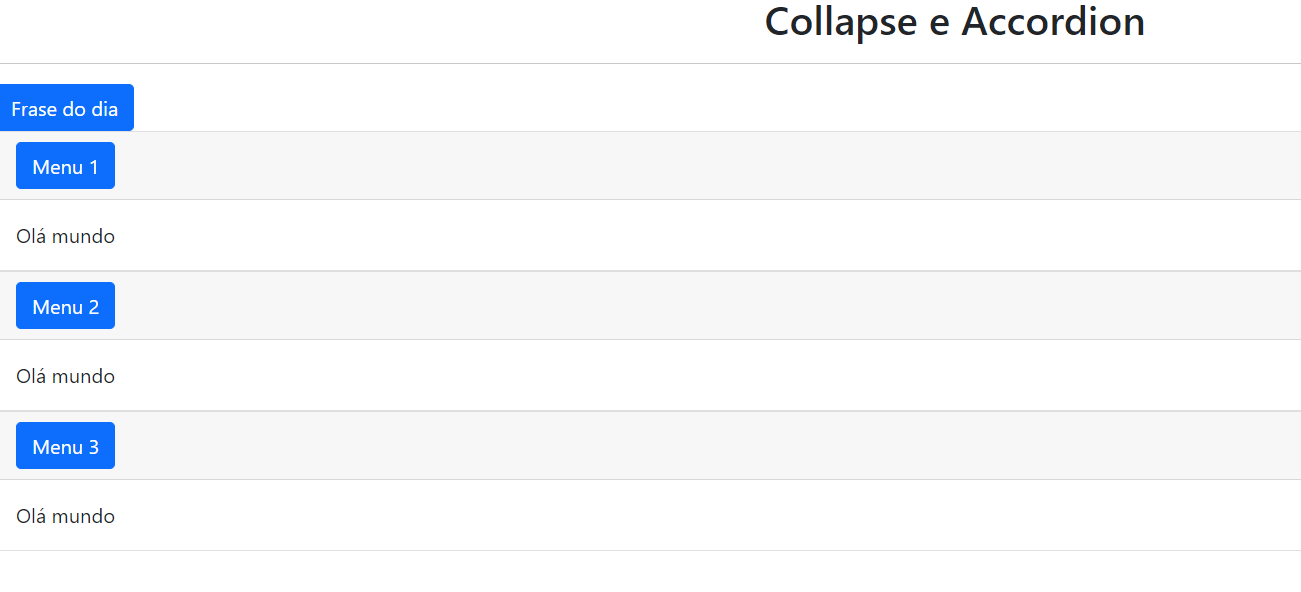 Collapse e Accordion
Frase do dia
Menu 1
Olá mundo
Menu 2
Olá mundo
Menu 3
Olá mundo